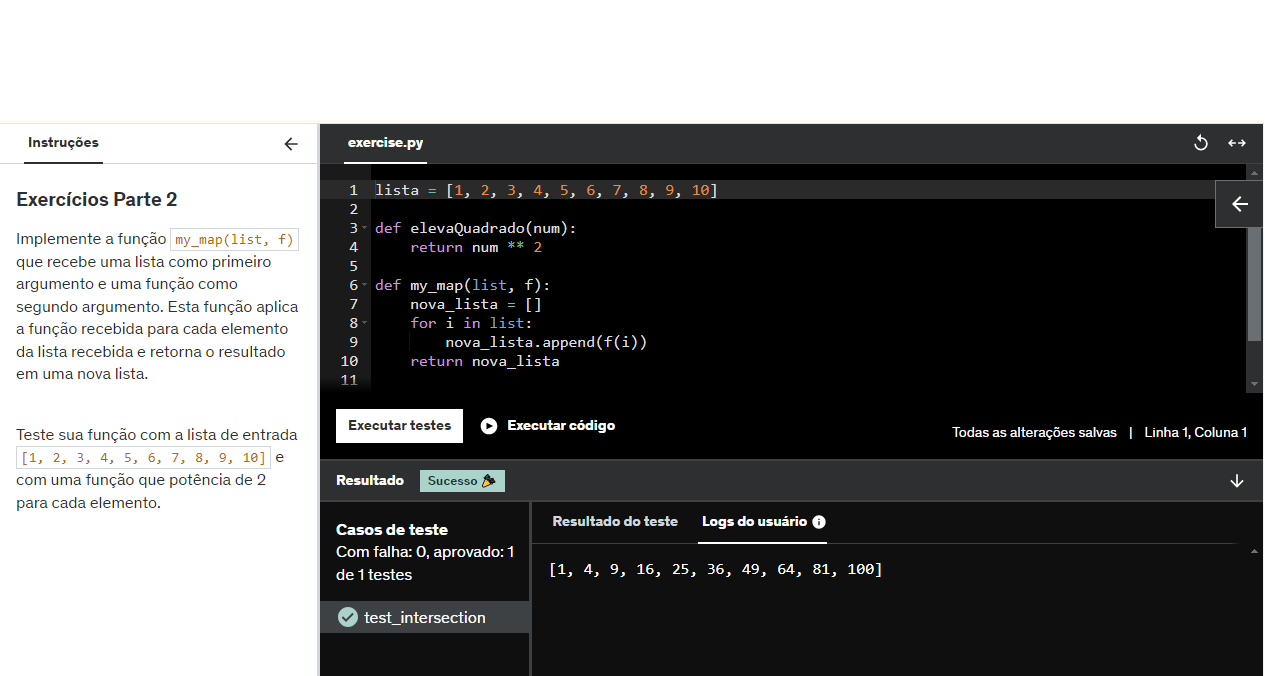 Instruções
Exercícios Parte 2
Implemente a função my_map(list, f)
que recebe uma lista como primeiro
argumento e uma função como
segundo argumento. Esta função aplica
a função recebida para cada elemento
da lista recebida e retorna o resultado
em uma nova lista.
Teste sua função com a lista de entrada
[1, 2, 3, 4, 5, 6, 7, 8, 9, 10] e
com uma função que potência de 2
para cada elemento.
exercise.py
1 lista = [1, 2, 3, 4, 5, 6, 7, 8, 9, 10]
2
3 def elevaQuadrado(num):
4     return num ** 2
5
6 def my_map(list, f):
7     nova_lista = []
8     for i in list:
9         nova_lista.append(f(i))
10     return nova_lista
11
Executar testes Executar código
Todas as alterações salvas | Linha 1, Coluna 1
Resultado Sucesso
Casos de teste
Com falha: 0, aprovado: 1
de 1 testes
test_intersection
Resultado do teste Logs do usuário
[1, 4, 9, 16, 25, 36, 49, 64, 81, 100]